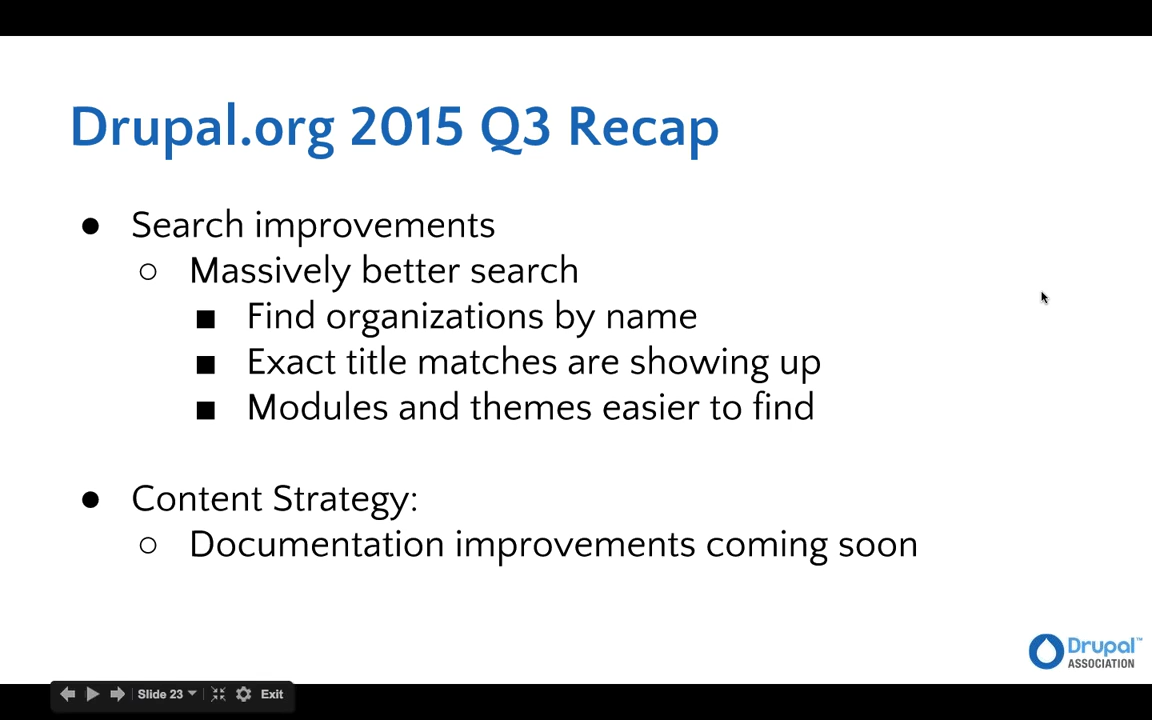 Drupal.org 2015 Q3 Recap
● Search improvements
○ Massively better search
■ Find organizations by name
■ Exact title matches are showing up
■ Modules and themes easier to find
● Content Strategy:
○ Documentation improvements coming soon
Drupal™
ASSOCIATION
Slide 23 Exit